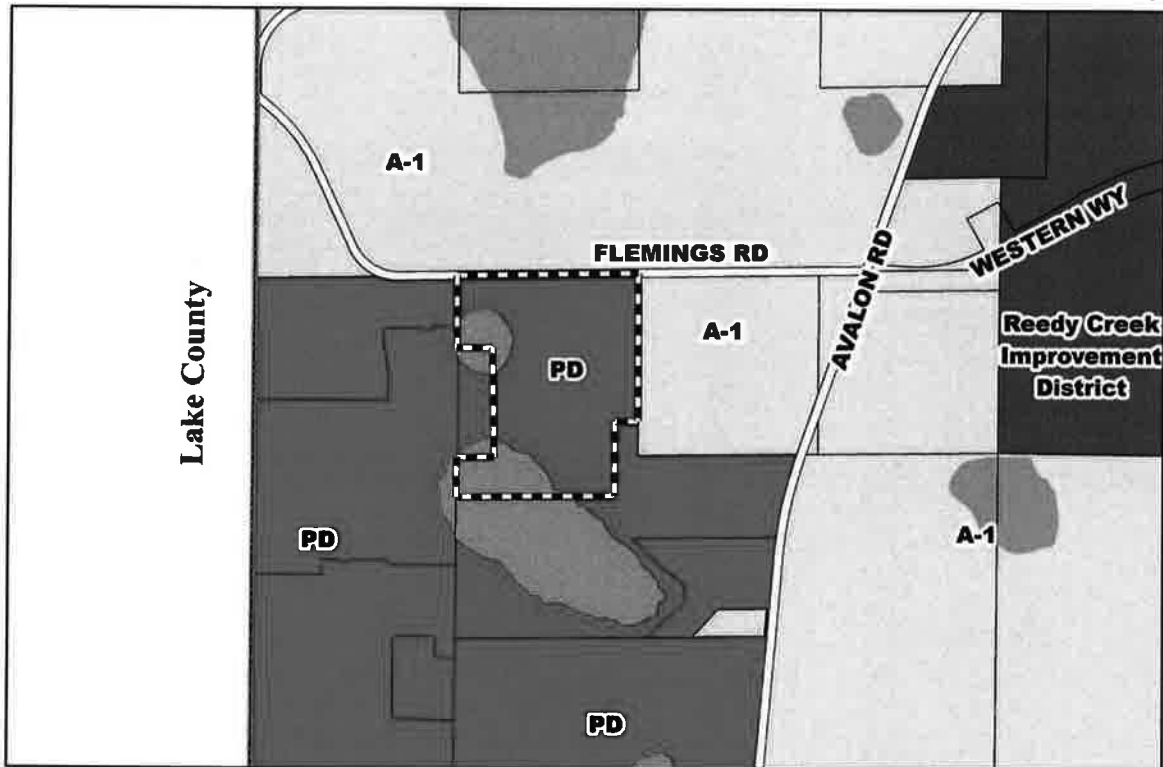 A-1
FLEMINGS RD
WESTERN WY
AVALON RD
Lake County
A-1
PD
Reedy Creek
Improvement
District
PD
A-1
PD